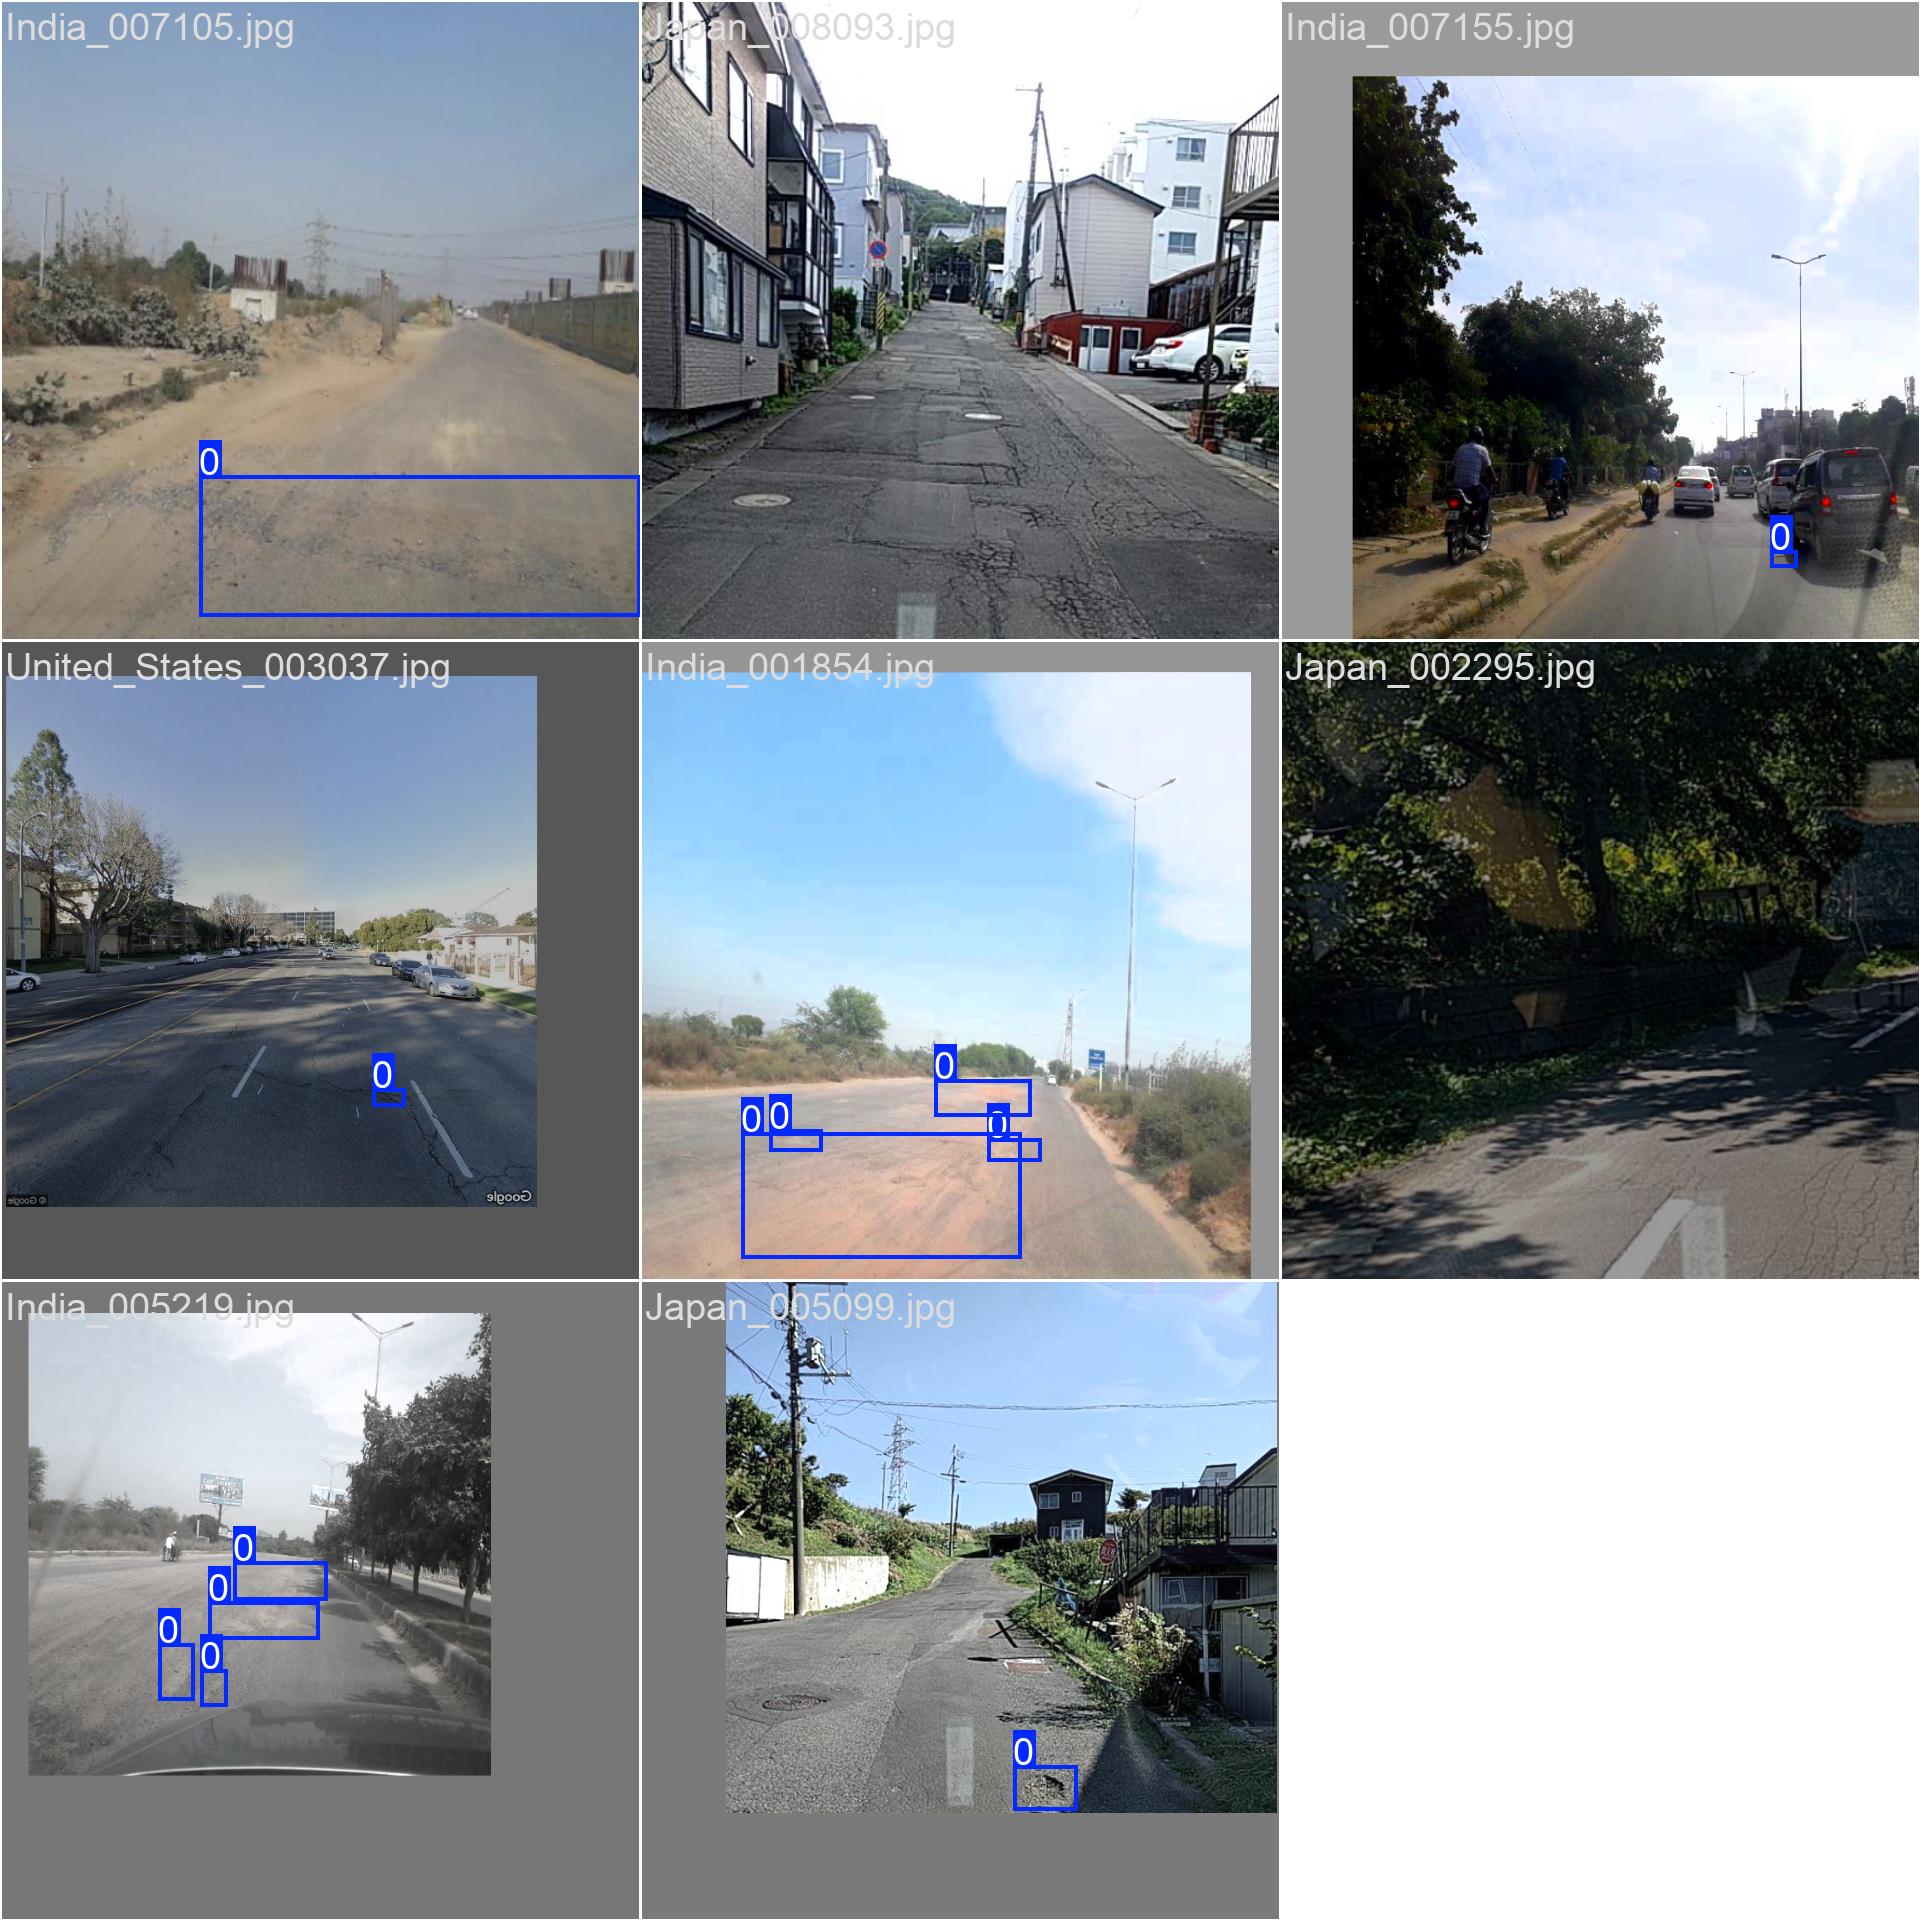 India_007105.jpg
Japan_008093.jpg
India_007155.jpg
0
0
United_States_003037.jpg
India_001854.jpg
Japan_002295.jpg
0
0
0
0
0
Google
© Google
India_005219.jpg
Japan_005099.jpg
0
0
0
0
0